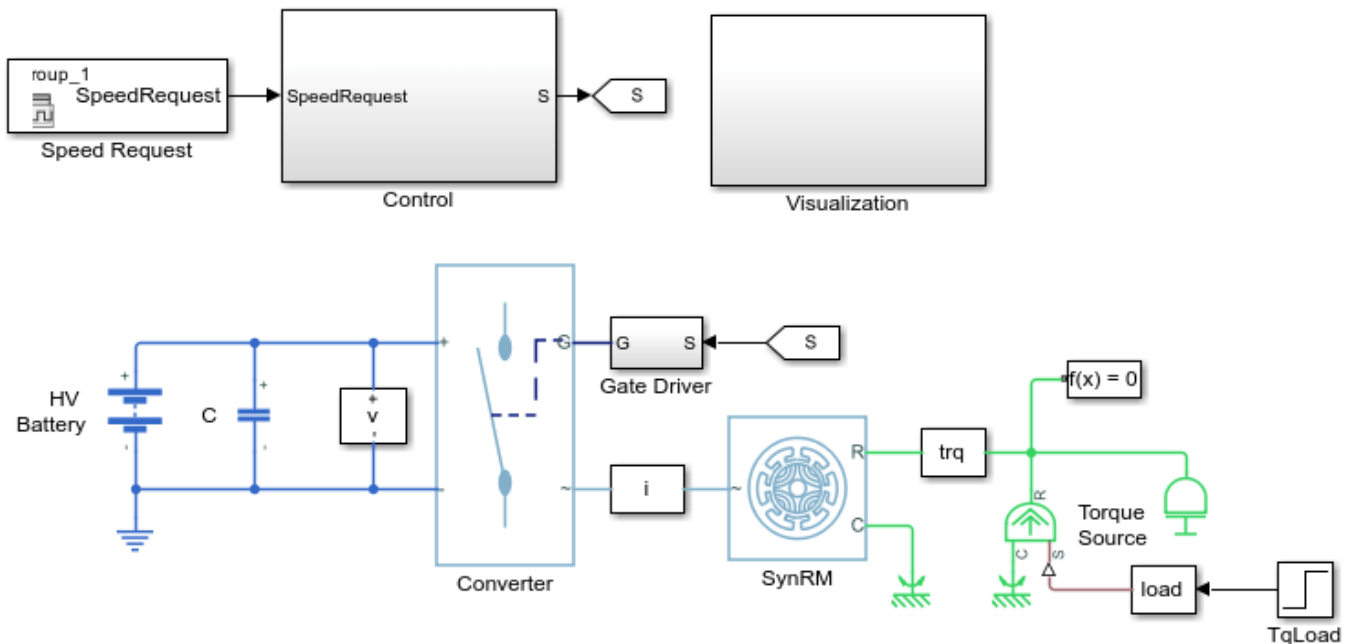 roup_1
SpeedRequest
Speed Request
SpeedRequest
S
Control
S
Visualization
HV
Battery
+
-
C
+
-
+
v
-
+
-
G
~
Converter
G
S
Gate Driver
S
i
~
R
C
SynRM
trq
f(x) = 0
R
C
S
Torque
Source
load
TqLoad